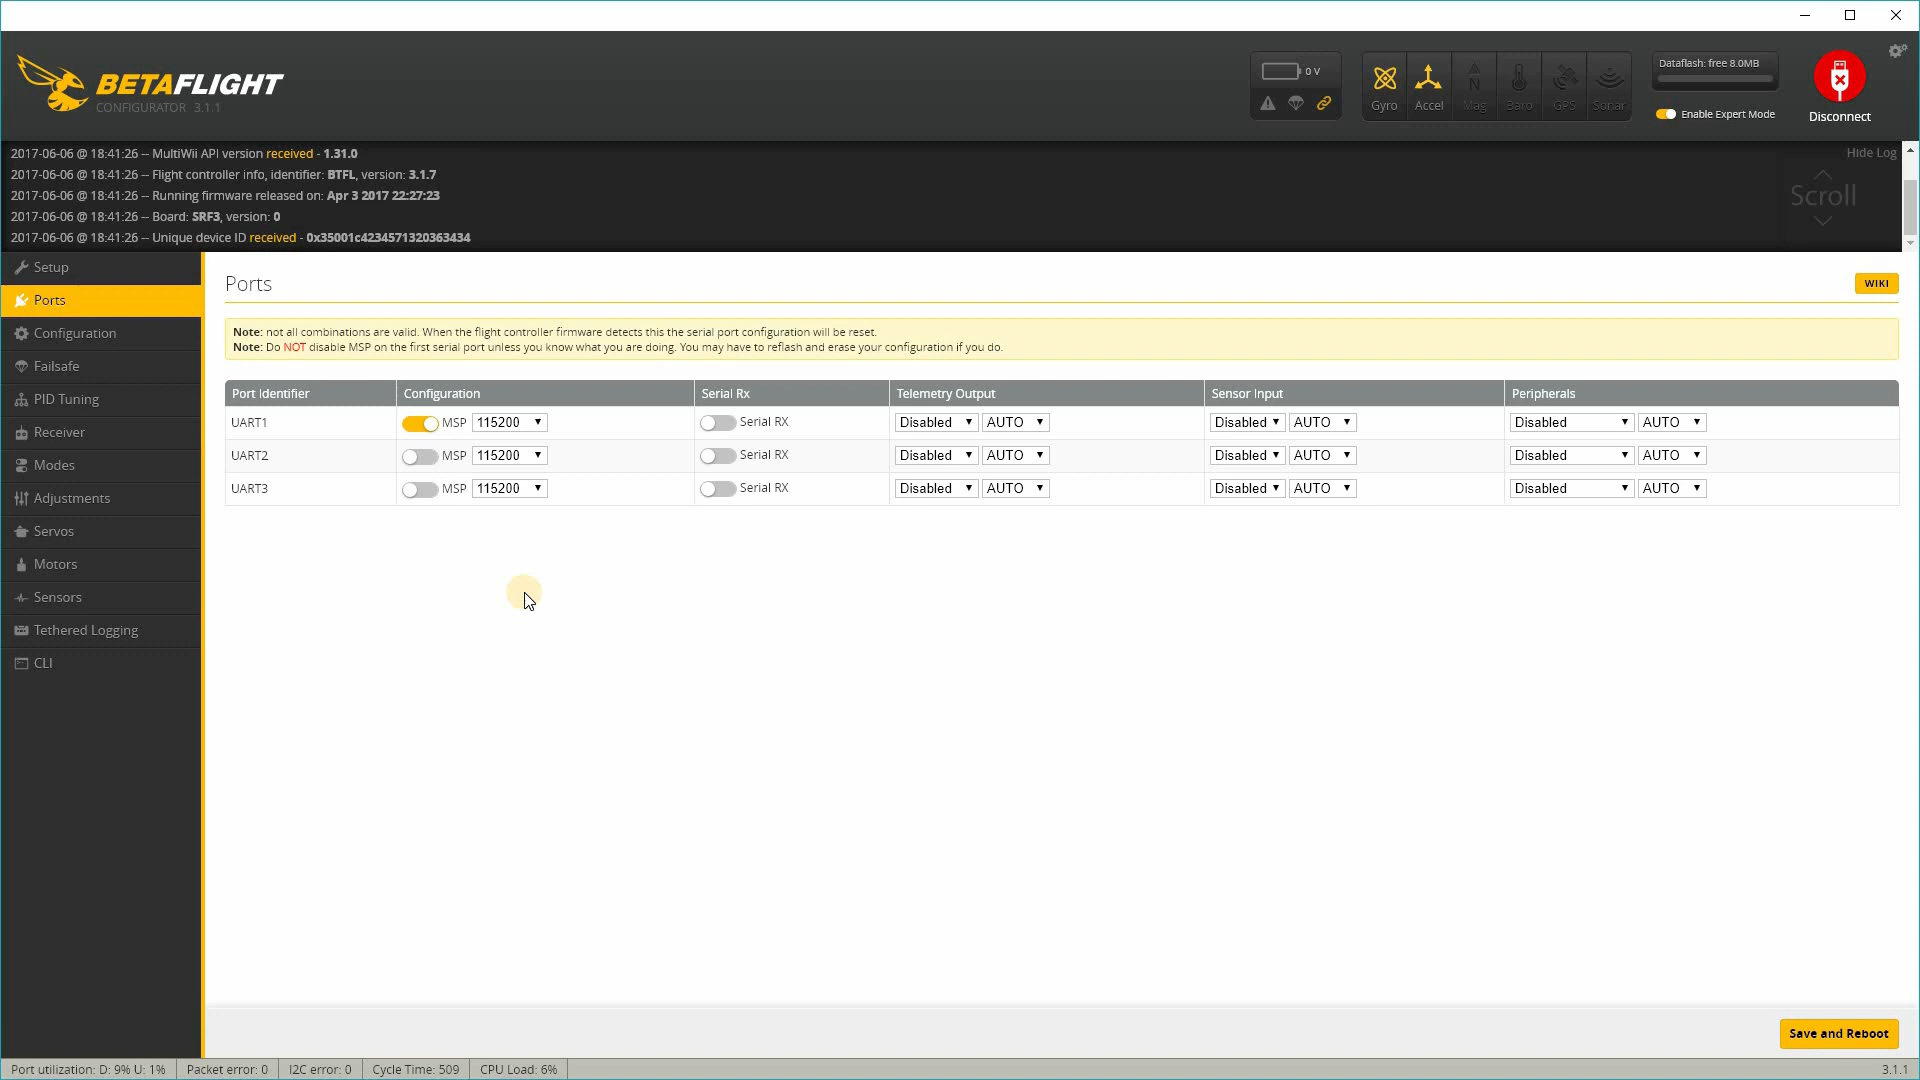 BETAFLIGHT
CONFIGURATOR 3.1.1
0 V
Gyro Accel Mag Baro GPS Sonar
Dataflash: free 8.0MB
Enable Expert Mode
Disconnect
2017-06-06 @ 18:41:26 -- MultiWii API version received - 1.31.0
2017-06-06 @ 18:41:26 -- Flight controller info, identifier: BTFL, version: 3.1.7
2017-06-06 @ 18:41:26 -- Running firmware released on: Apr 3 2017 22:27:23
2017-06-06 @ 18:41:26 -- Board: SRF3, version: 0
2017-06-06 @ 18:41:26 -- Unique device ID received - 0x35001c4234571320363434
Hide Log
Scroll
Setup
Ports
Configuration
Failsafe
PID Tuning
Receiver
Modes
Adjustments
Servos
Motors
Sensors
Tethered Logging
CLI
Ports
WIKI
Note: not all combinations are valid. When the flight controller firmware detects this the serial port configuration will be reset.
Note: Do NOT disable MSP on the first serial port unless you know what you are doing. You may have to reflash and erase your configuration if you do.
Port Identifier Configuration Serial Rx Telemetry Output Sensor Input Peripherals
UART1 MSP 115200 Serial RX Disabled AUTO Disabled AUTO Disabled AUTO
UART2 MSP 115200 Serial RX Disabled AUTO Disabled AUTO Disabled AUTO
UART3 MSP 115200 Serial RX Disabled AUTO Disabled AUTO Disabled AUTO
Save and Reboot
Port utilization: D: 9% U: 1% Packet error: 0 I2C error: 0 Cycle Time: 509 CPU Load: 6% 3.1.1